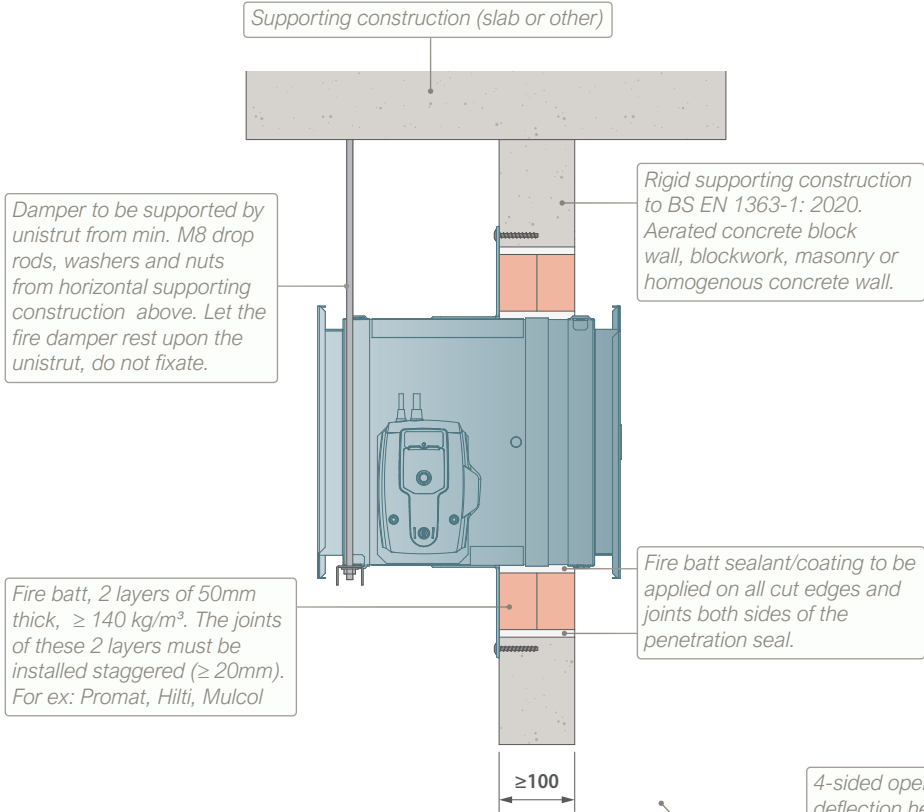 Supporting construction (slab or other)
Damper to be supported by
unistrut from min. M8 drop
rods, washers and nuts
from horizontal supporting
construction  above. Let the
fire damper rest upon the
unistrut, do not fixate.
Rigid supporting construction
to BS EN 1363-1: 2020.
Aerated concrete block
wall, blockwork, masonry or
homogenous concrete wall.
Fire batt, 2 layers of 50mm
thick,  ≥ 140 kg/m³. The joints
of these 2 layers must be
installed staggered (≥ 20mm).
For ex: Promat, Hilti, Mulcol
Fire batt sealant/coating to be
applied on all cut edges and
joints both sides of the
penetration seal.
≥100
4-sided
deflection